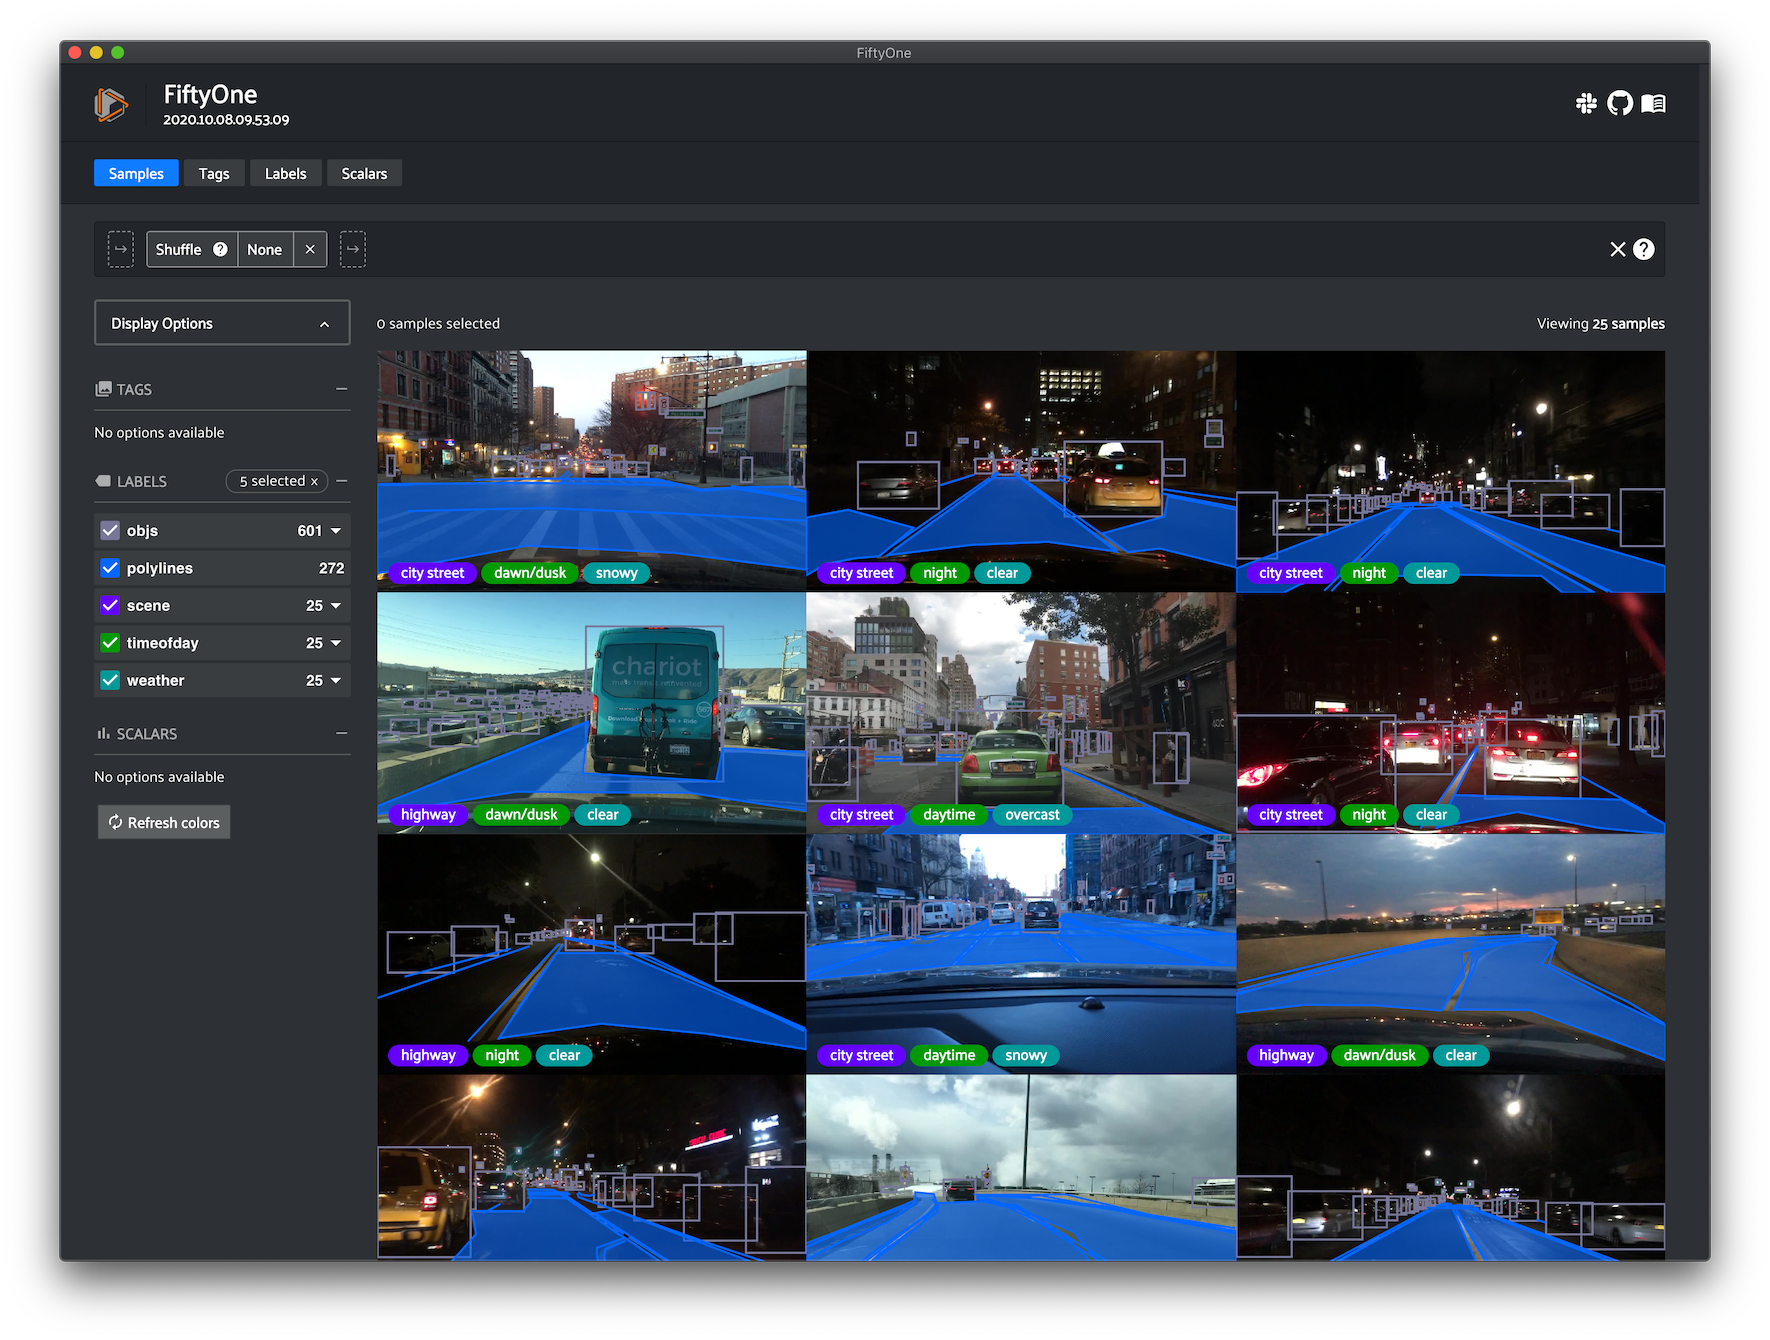 FiftyOne
FiftyOne
2020.10.08.09.53.09
Samples
Tags
Labels
Scalars
Shuffle
None
Display Options
0 samples selected
Viewing 25 samples
TAGS
No options available
LABELS
5 selected x
objs 601
polylines 272
scene 25
timeofday 25
weather 25
SCALARS
No options available
Refresh colors
city street dawn/dusk snowy
city street night clear
city street night clear
chariot
highway dawn/dusk clear
city street daytime overcast
city street night clear
highway night clear
city street daytime snowy
highway dawn/dusk clear